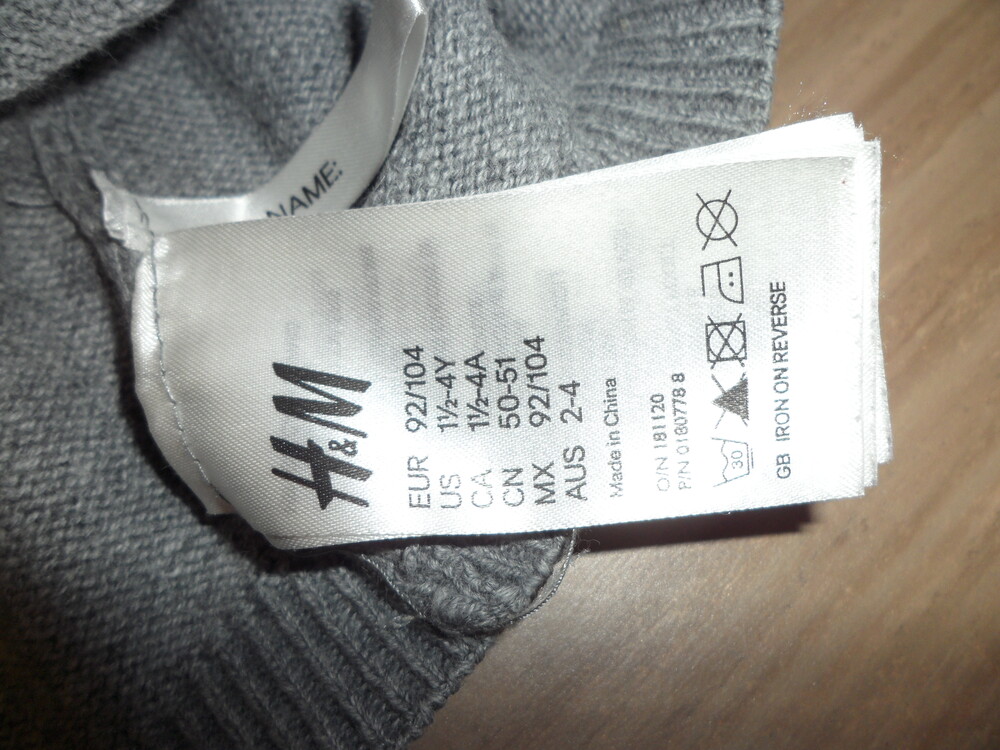 NAME:
H&M
EUR 92/104
US 1½-4Y
CA 1½-4A
CN 50-51
MX 92/104
AUS 2-4
Made in China
O/N 181120
P/N 0180778 8
30
GB IRON ON REVERSE